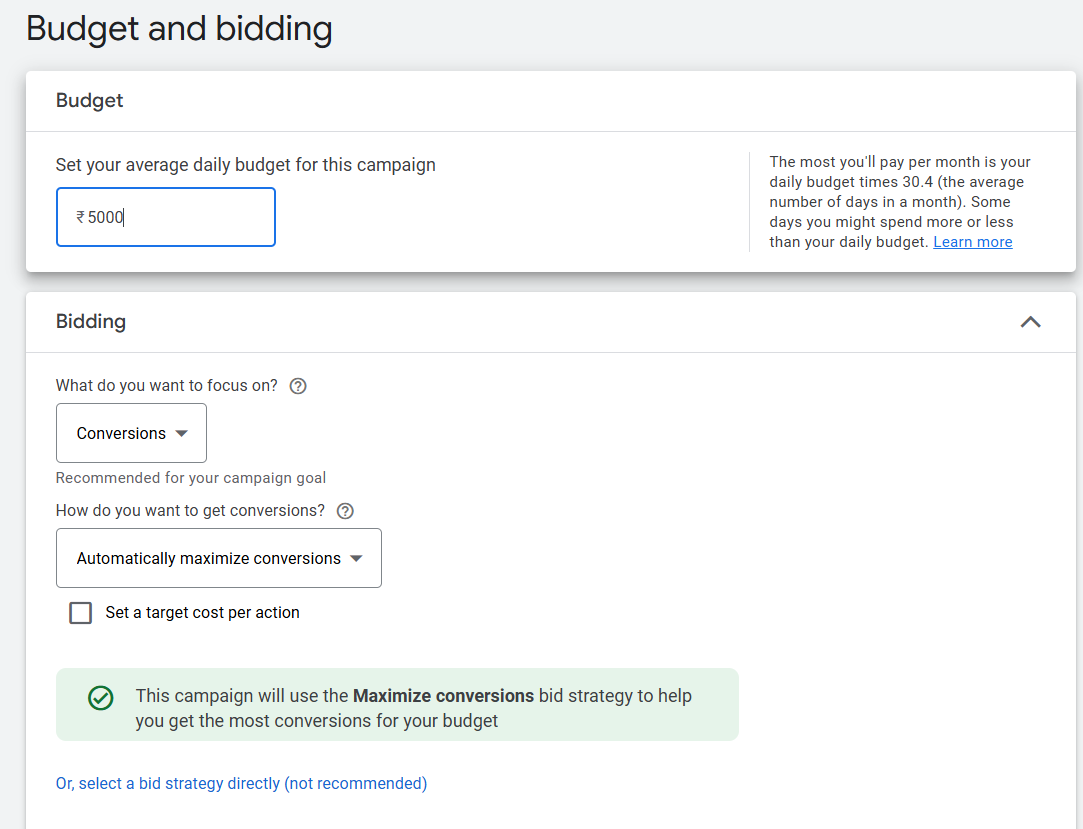 Budget and bidding
Budget
Set your average daily budget for this campaign
₹ 5000
The most you'll pay per month is your
daily budget times 30.4 (the average
number of days in a month). Some
days you might spend more or less
than your daily budget. Learn more
Bidding
What do you want to focus on?
Conversions
Recommended for your campaign goal
How do you want to get conversions?
Automatically maximize conversions
Set a target cost per action
This campaign will use the Maximize conversions bid strategy to help
you get the most conversions for your budget
Or, select a bid strategy directly (not recommended)